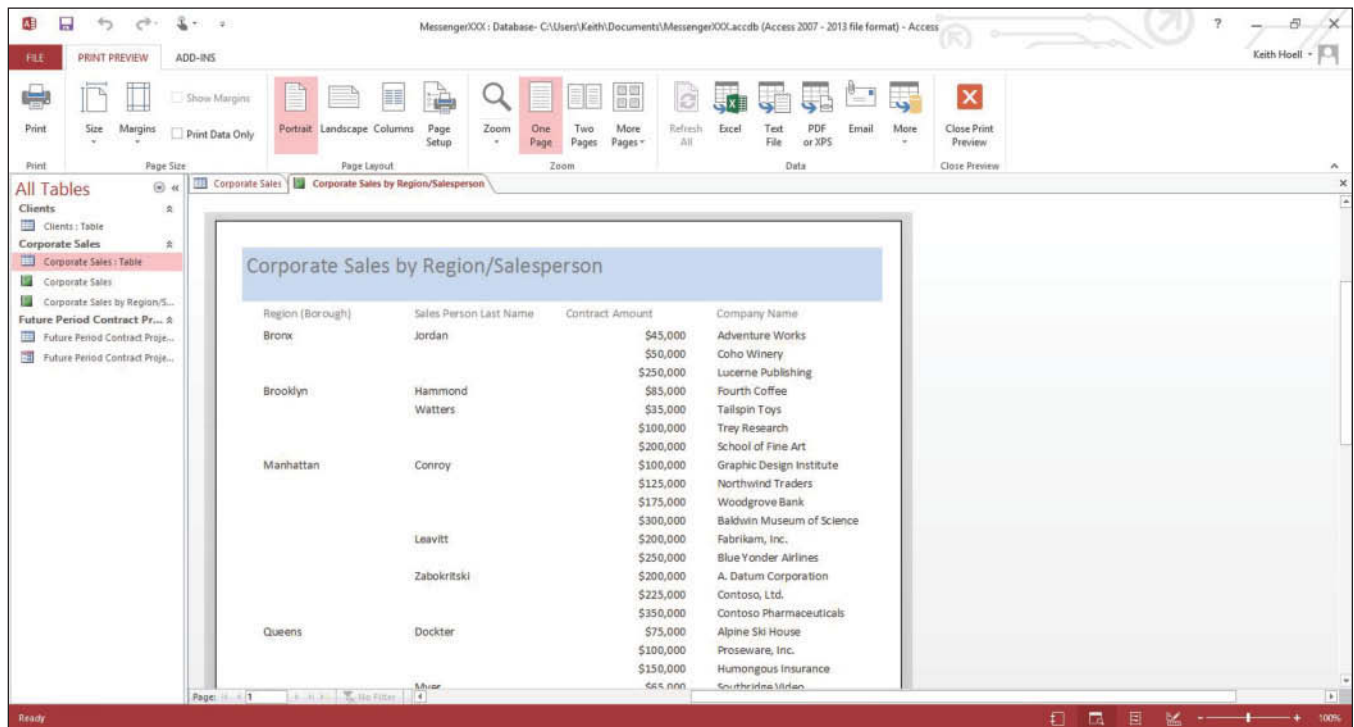 MessengerXXX : Database- C:\Users\Keith\Documents\MessengerXXX.accdb (Access 2007 - 2013 file format) - Access
?
FILE PRINT PREVIEW ADD-INS
Keith Hoell
Print
Size
Margins
Show Margins
Print Data Only
Portrait
Landscape
Columns
Page Setup
Zoom
One Page
Two Pages
More Pages
Refresh All
Excel
Text File
PDF or XPS
Email
More
Close Print Preview
Print Page Size Page Layout Zoom Data Close Preview
All Tables
Clients
Clients : Table
Corporate Sales
Corporate Sales : Table
Corporate Sales
Corporate Sales by Region/S...
Future Period Contract Pr...
Future Period Contract Proje...
Future Period Contract Proje...
Corporate Sales
Corporate Sales by Region/Salesperson
Corporate Sales by Region/Salesperson
Region (Borough) Sales Person Last Name Contract Amount Company Name
Bronx Jordan $45,000 Adventure Works
$50,000 Coho Winery
$250,000 Lucerne Publishing
Brooklyn Hammond $85,000 Fourth Coffee
Watters $35,000 Tailspin Toys
$100,000 Trey Research
$200,000 School of Fine Art
Manhattan Conroy $100,000 Graphic Design Institute
$125,000 Northwind Traders
$175,000 Woodgrove Bank
$300,000 Baldwin Museum of Science
Leavitt $200,000 Fabrikam, Inc.
$250,000 Blue Yonder Airlines
Zabokritski $200,000 A. Datum Corporation
$225,000 Contoso, Ltd.
$350,000 Contoso Pharmaceuticals
Queens Dockter $75,000 Alpine Ski House
$100,000 Proseware, Inc.
$150,000 Humongous Insurance
Myer $65,000 Southridge Video
Page: 1 No Filter
Ready
100%